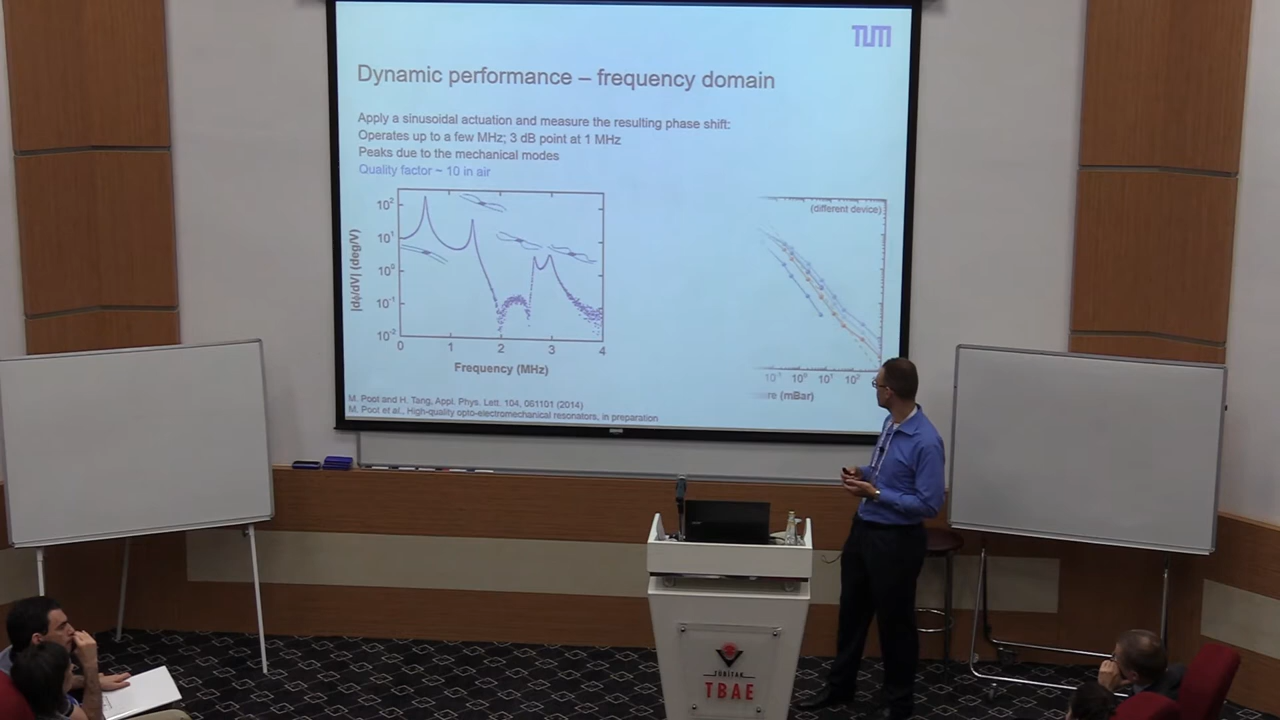 TUM
Dynamic performance – frequency domain
Apply a sinusoidal actuation and measure the resulting phase shift:
Operates up to a few MHz; 3 dB point at 1 MHz
Peaks due to the mechanical modes
Quality factor ~ 10 in air
|dϕ/dV| (deg/V)
10²
10¹
10⁰
10⁻¹
10⁻²
0 1 2 3 4
Frequency (MHz)
(different device)
10⁻¹ 10⁰ 10¹ 10²
re (mBar)
M. Poot and H. Tang, Appl. Phys. Lett. 104, 061101 (2014)
M. Poot et al., High-quality opto-electromechanical resonators, in preparation
TÜBİTAK
TBAE